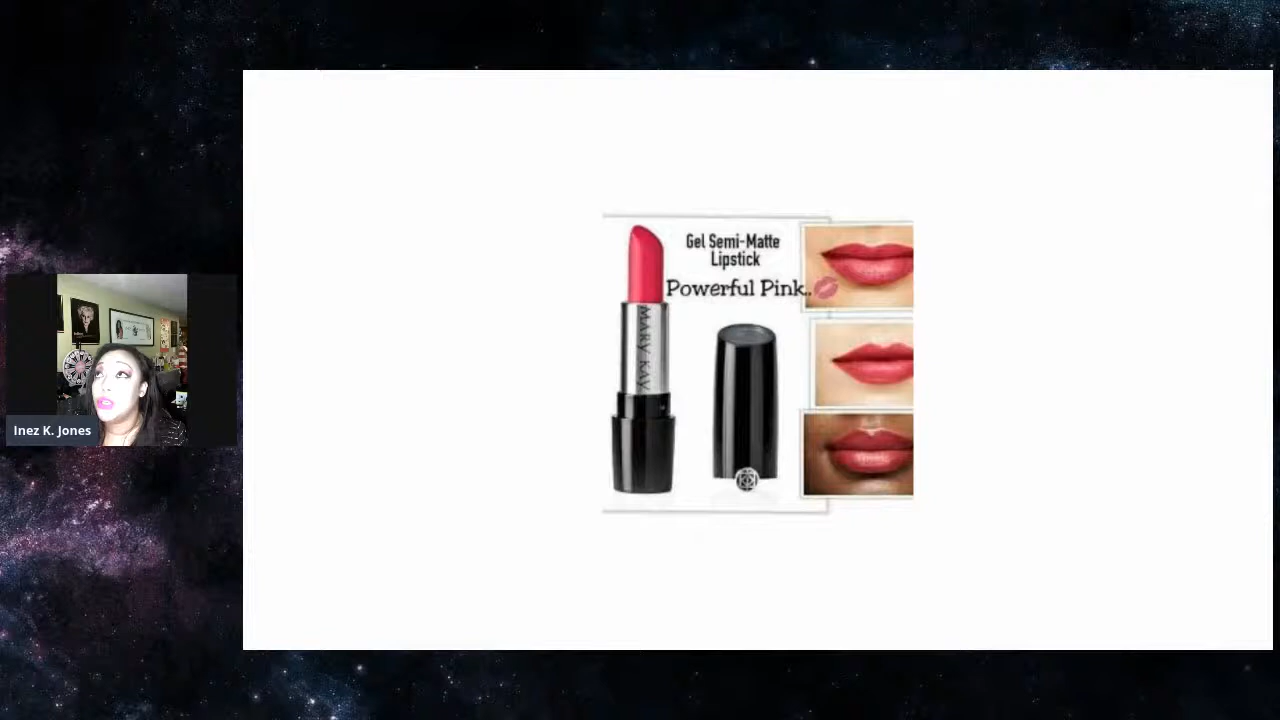 Gel Semi-Matte
Lipstick
Powerful Pink..
MARY KAY
Inez K. Jones